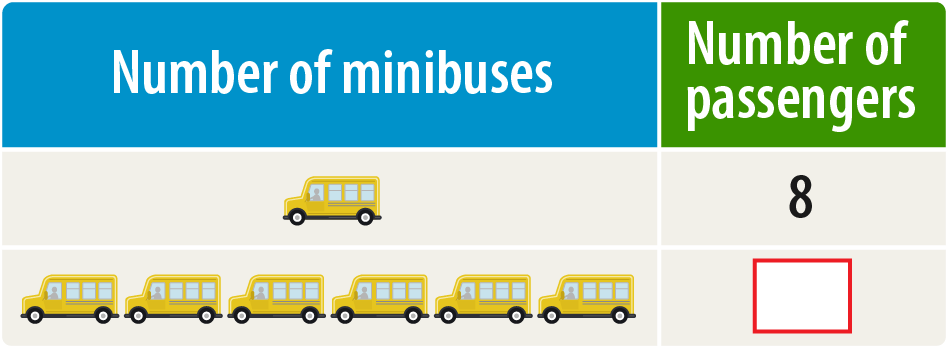 Number of minibuses
Number of
passengers
8